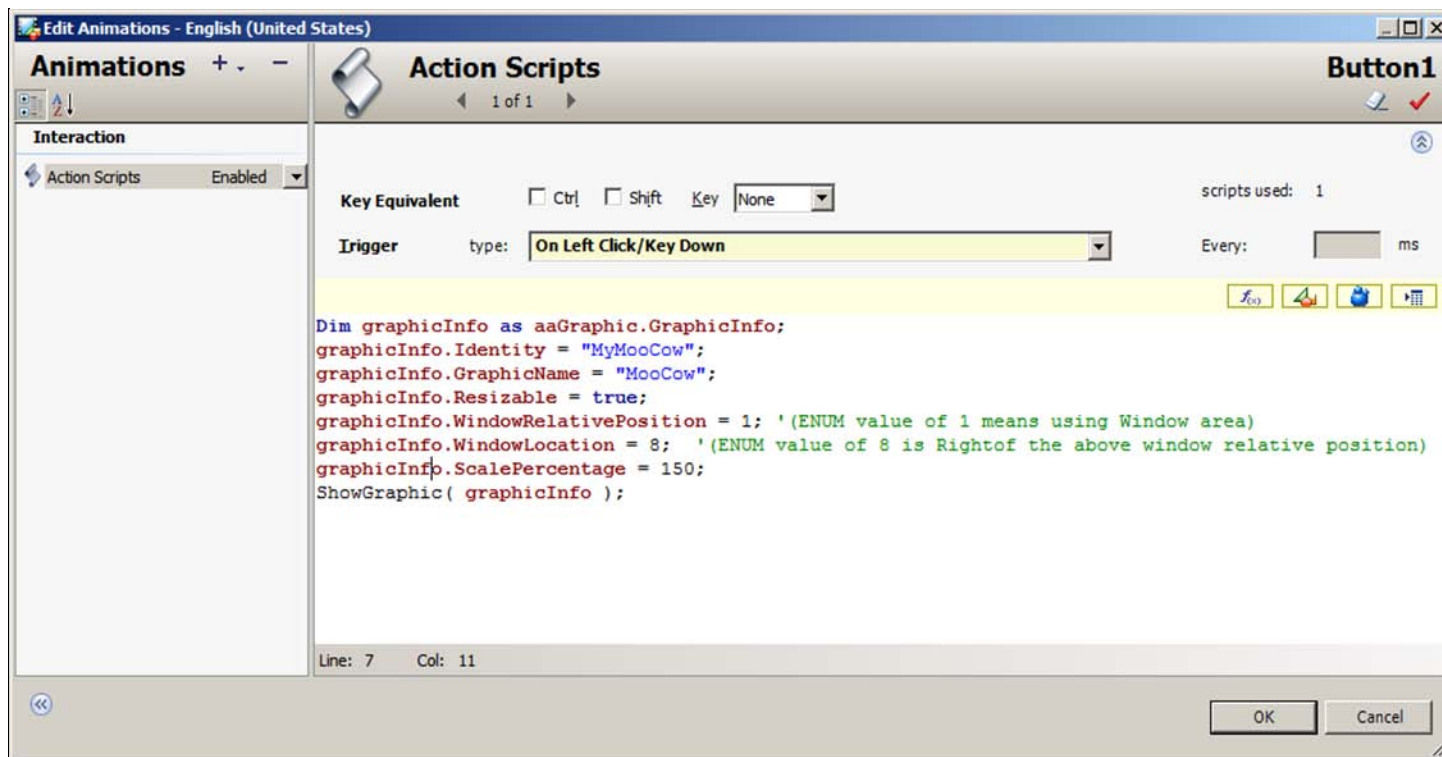 Edit Animations - English (United States)
Animations
Action Scripts
Button1
1 of 1
Interaction
Action Scripts Enabled
Key Equivalent Ctrl Shift Key None scripts used: 1
Trigger type: On Left Click/Key Down Every: ms
f(x)
Dim graphicInfo as aaGraphic.GraphicInfo;
graphicInfo.Identity = "MyMooCow";
graphicInfo.GraphicName = "MooCow";
graphicInfo.Resizable = true;
graphicInfo.WindowRelativePosition = 1; '(ENUM value of 1 means using Window area)
graphicInfo.WindowLocation = 8; '(ENUM value of 8 is Rightof the above window relative position)
graphicInfo.ScalePercentage = 150;
ShowGraphic( graphicInfo );
Line: 7 Col: 11
OK Cancel